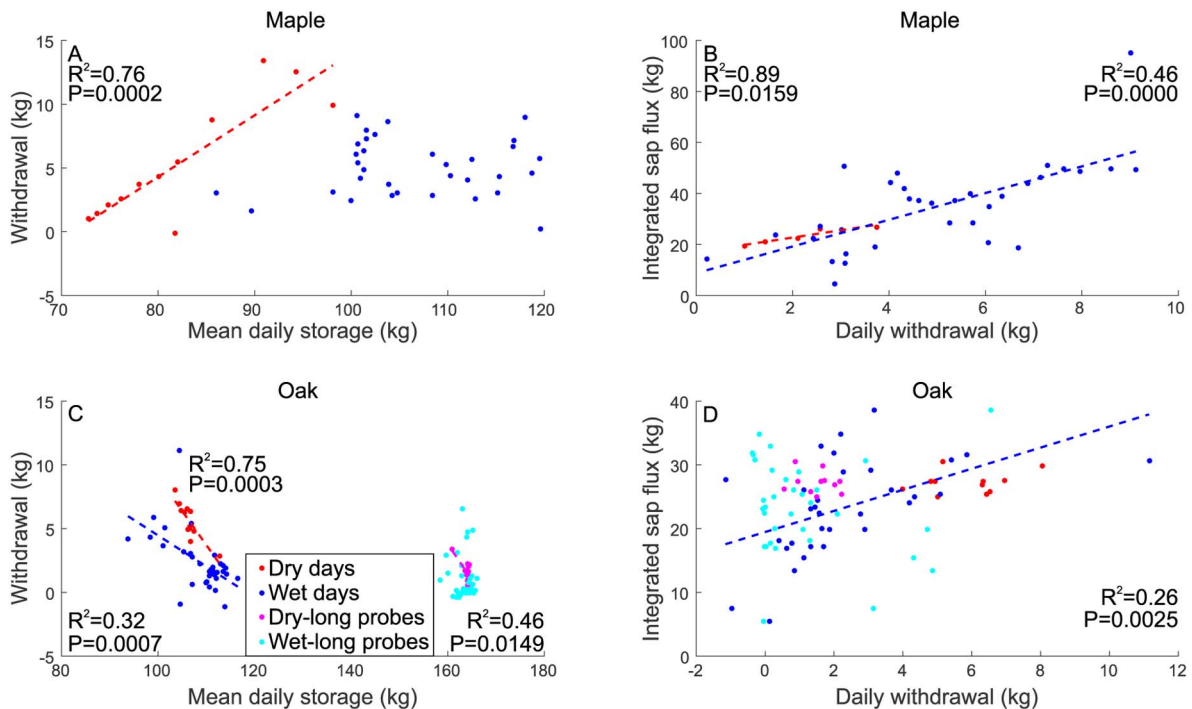 Maple
A
R²=0.76
P=0.0002
Withdrawal (kg)
15
10
5
0
-5
70 80 90 100 110 120
Mean daily storage (kg)
Maple
B
R²=0.89
P=0.0159
R²=0.46
P=0.0000
Integrated sap flux (kg)
100
80
60
40
20
0
0 2 4 6 8 10
Daily withdrawal (kg)
Oak
C
R²=0.75
P=0.0003
Withdrawal (kg)
15
10
5
0
-5
Dry days
Wet days
Dry-long probes
Wet-long probes
R²=0.32
P=0.0007
R²=0.46
P=0.0149
80 100 120 140 160 180
Mean daily storage (kg)
Oak
D
Integrated sap flux (kg)
40
30
20
10
0
R²=0.26
P=0.0025
-2 0 2 4 6 8 10 12
Daily withdrawal (kg)